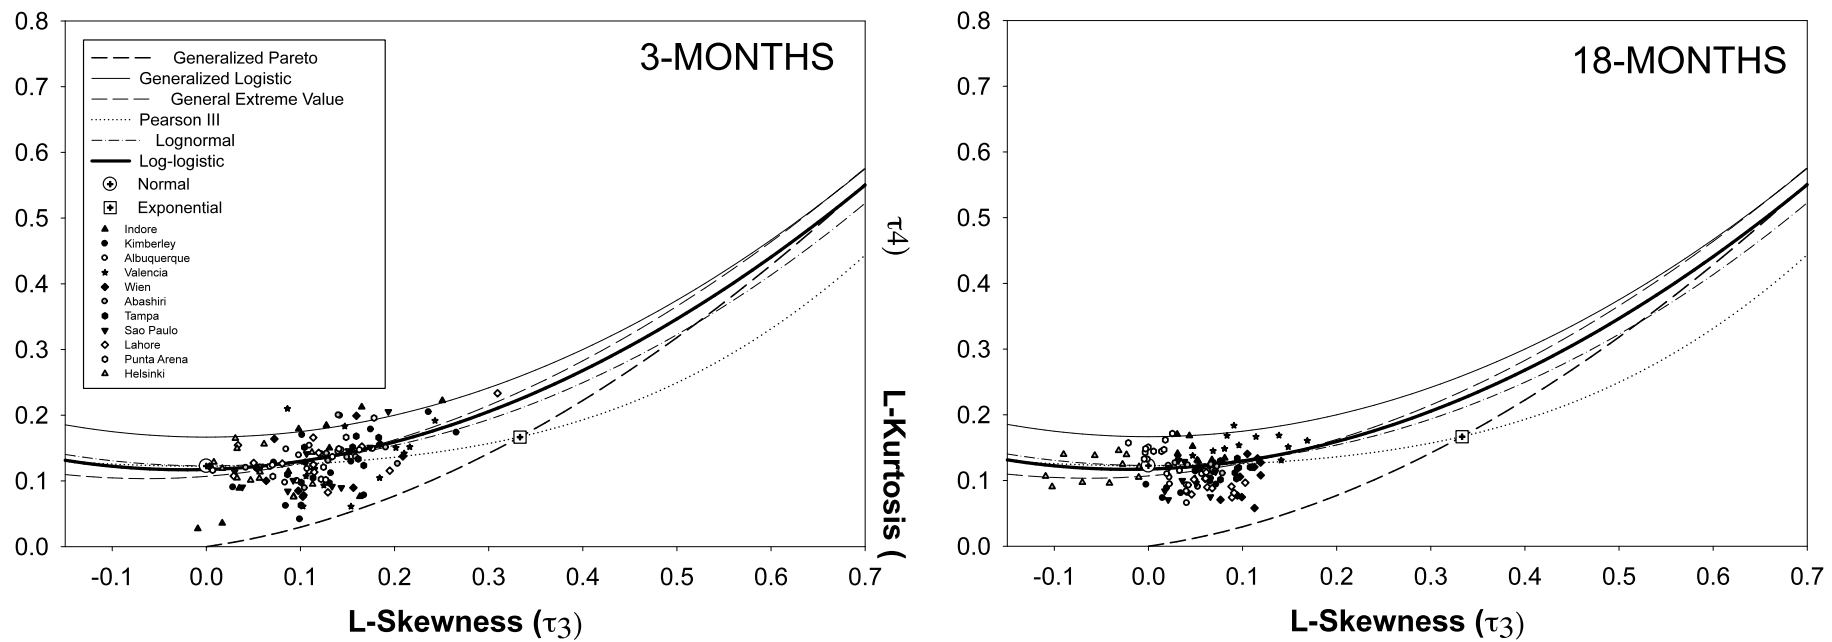 3-MONTHS
0.8
0.7
0.6
0.5
0.4
0.3
0.2
0.1
0.0
Generalized Pareto
Generalized Logistic
General Extreme Value
Pearson III
Lognormal
Log-logistic
Normal
Exponential
Indore
Kimberley
Albuquerque
Valencia
Wien
Abashiri
Tampa
Sao Paulo
Lahore
Punta Arena
Helsinki
-0.1 0.0 0.1 0.2 0.3 0.4 0.5 0.6 0.7
L-Skewness (τ3)
L-Kurtosis (
τ4)
18-MONTHS
0.8
0.7
0.6
0.5
0.4
0.3
0.2
0.1
0.0
-0.1 0.0 0.1 0.2 0.3 0.4 0.5 0.6 0.7
L-Skewness (τ3)